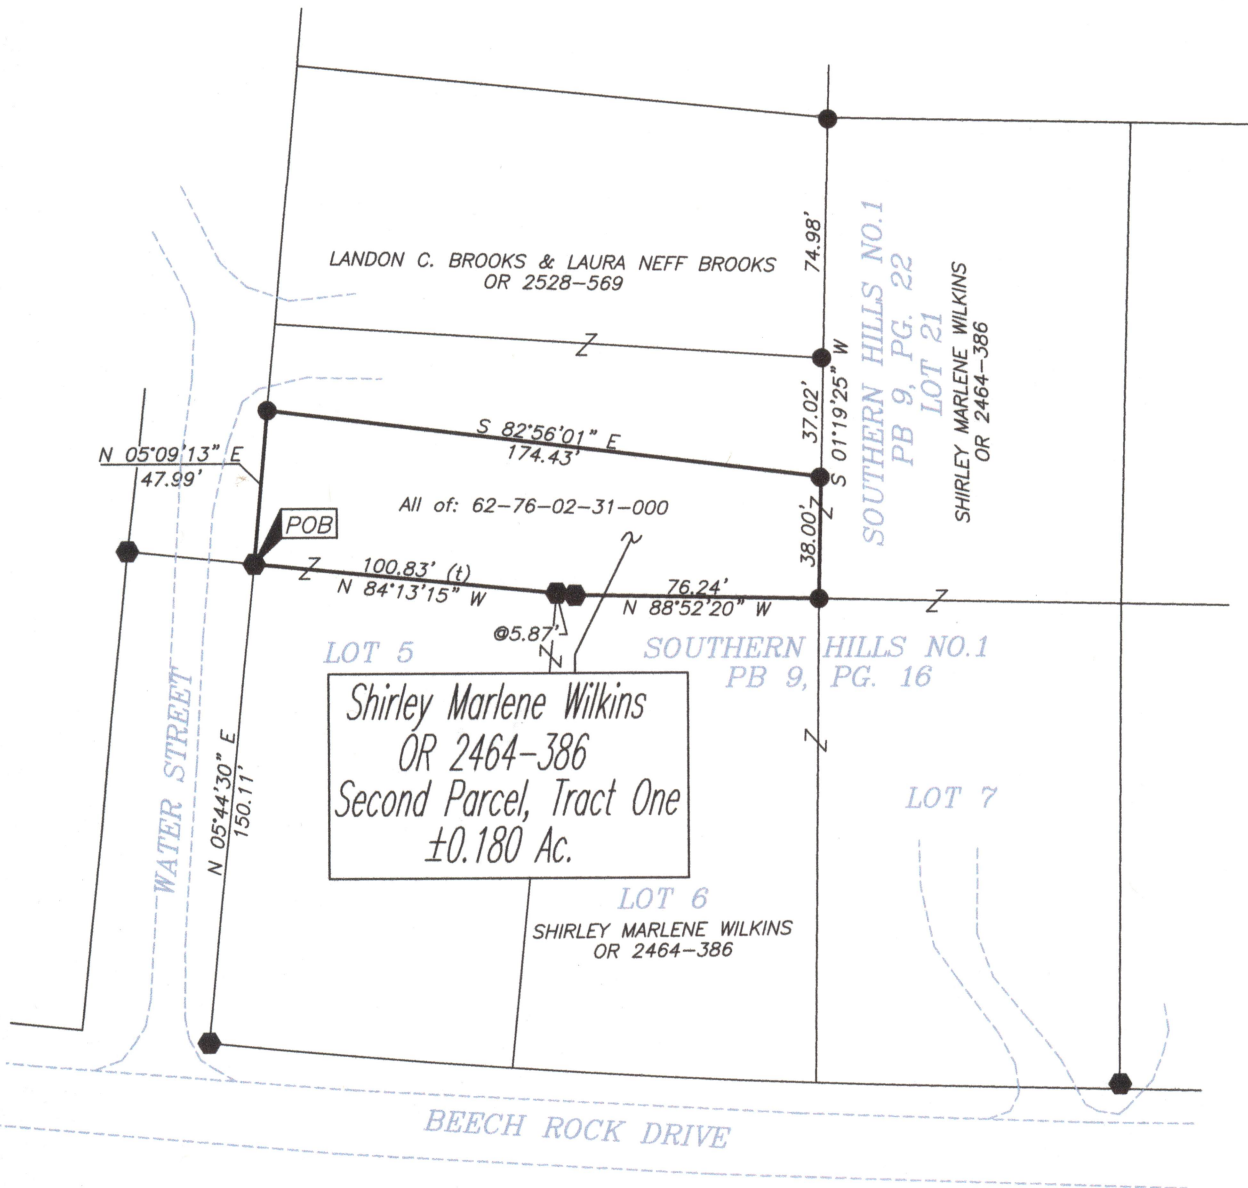 LANDON C. BROOKS & LAURA NEFF BROOKS
OR 2528-569
74.98'
SOUTHERN HILLS NO.1
PB 9, PG. 22
LOT 21
SHIRLEY MARLENE WILKINS
OR 2464-386
Z
37.02'
S 01°19'25" W
S 82°56'01" E
174.43'
N 05°09'13" E
47.99'
All of: 62-76-02-31-000
POB
38.00'
Z
Z
100.83' (t)
N 84°13'15" W
76.24'
N 88°52'20" W
Z
@5.87'
Z
LOT 5
SOUTHERN HILLS NO.1
PB 9, PG. 16
Shirley Marlene Wilkins
OR 2464-386
Second Parcel, Tract One
±0.180 Ac.
Z
WATER STREET
N 05°44'30" E
150.11'
LOT 7
LOT 6
SHIRLEY MARLENE WILKINS
OR 2464-386
BEECH ROCK DRIVE